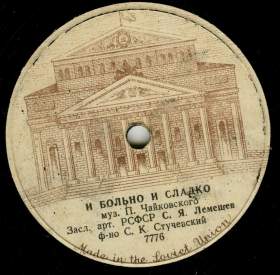 И БОЛЬНО И СЛАДКО
муз. П. Чайковского
Засл. арт. РСФСР С. Я. Лемешев
ф-но С. К. Стучевский
7776
Made in the Soviet Union